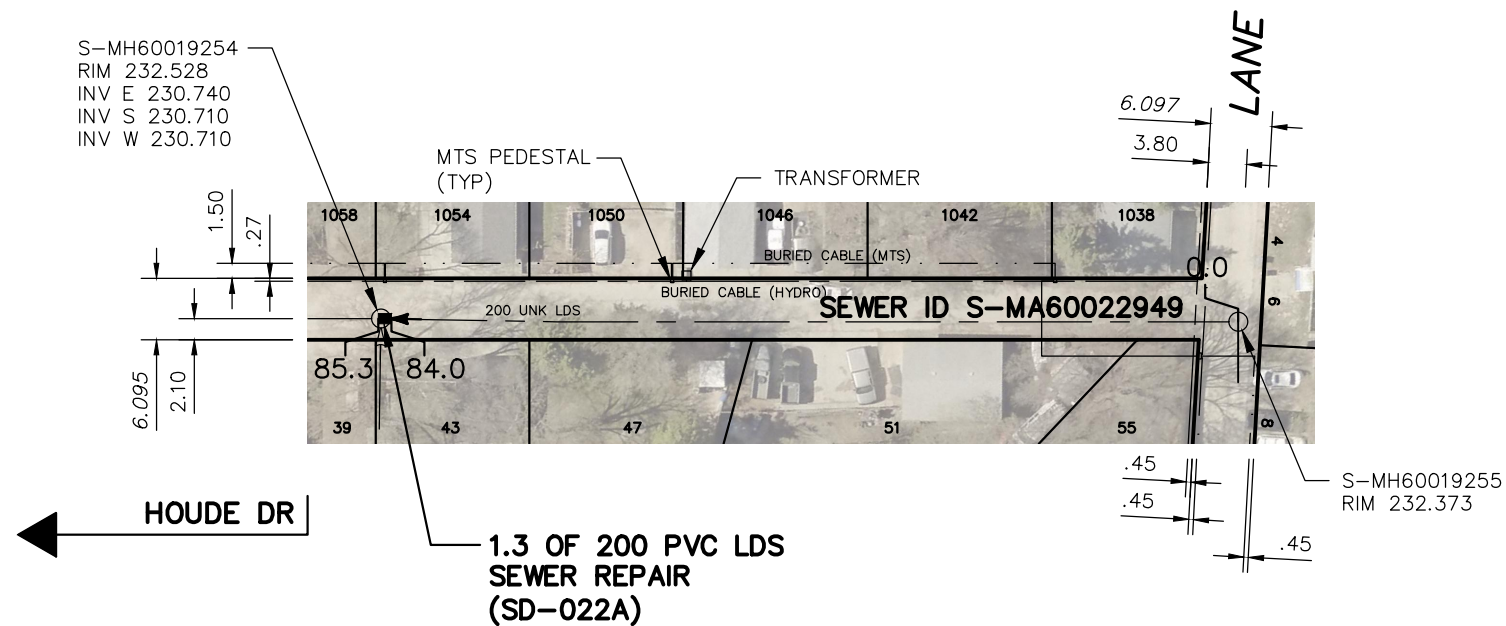 S-MH60019254
RIM 232.528
INV E 230.740
INV S 230.710
INV W 230.710
MTS PEDESTAL
(TYP)
TRANSFORMER
6.097
3.80
LANE
1.50
.27
1058
1054
1050
1046
1042
1038
4
BURIED CABLE (MTS)
0.0
BURIED CABLE (HYDRO)
200 UNK LDS
SEWER ID S-MA60022949
6
6.095
2.10
85.3
84.0
39
43
47
51
55
8
.45
.45
.45
S-MH60019255
RIM 232.373
HOUDE DR
1.3 OF 200 PVC LDS
SEWER REPAIR
(SD-022A)